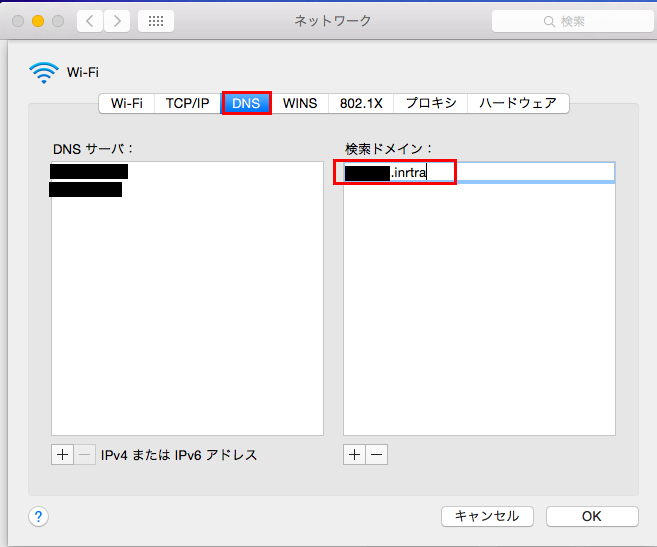 ネットワーク
検索
Wi-Fi
Wi-Fi TCP/IP DNS WINS 802.1X プロキシ ハードウェア
DNS サーバ：
検索ドメイン：
.inrtra
+ − IPv4 または IPv6 アドレス
+ −
? キャンセル OK